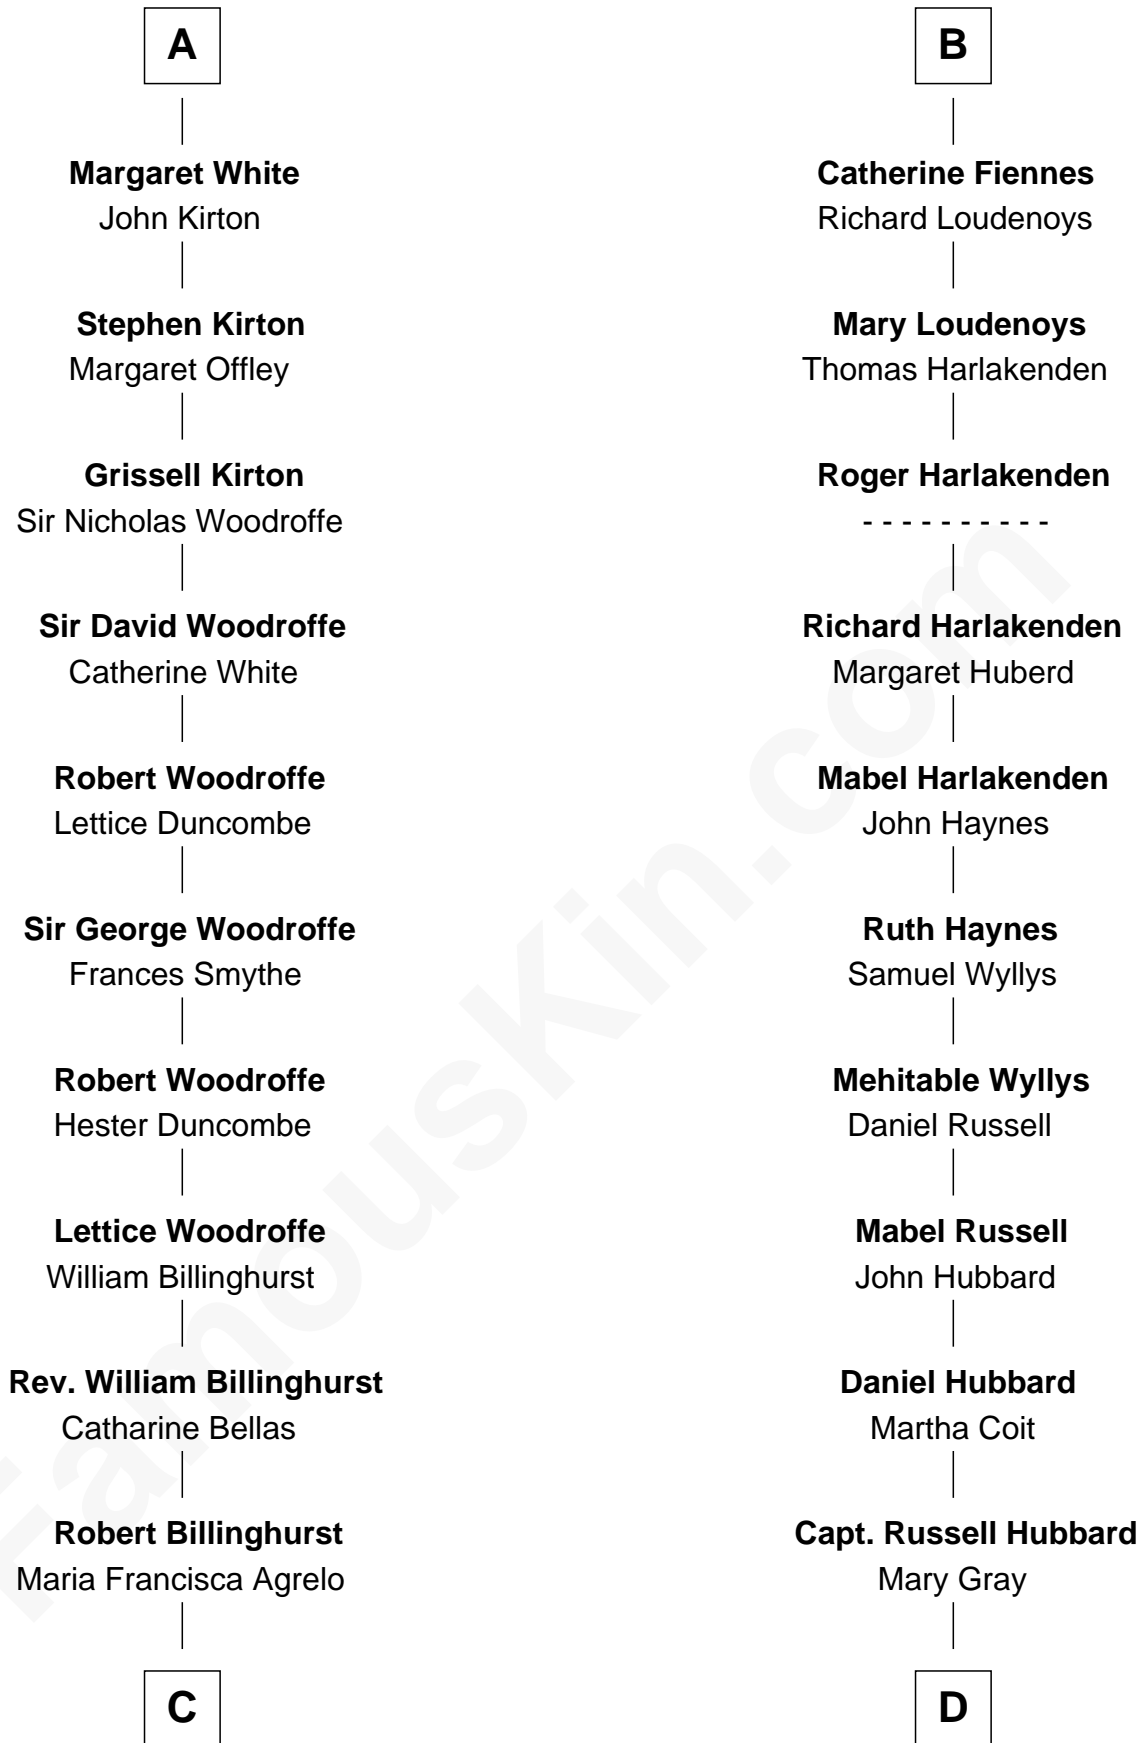 A
Margaret White
John Kirton
Stephen Kirton
Margaret Offley
Grissell Kirton
Sir Nicholas Woodroffe
Sir David Woodroffe
Catherine White
Robert Woodroffe
Lettice Duncombe
Sir George Woodroffe
Frances Smythe
Robert Woodroffe
Hester Duncombe
Lettice Woodroffe
William Billinghurst
Rev. William Billinghurst
Catharine Bellas
Robert Billinghurst
Maria Francisca Agrelo
C
B
Catherine Fiennes
Richard Loudenoys
Mary Loudenoys
Thomas Harlakenden
Roger Harlakenden
- - - - - - - - - -
Richard Harlakenden
Margaret Huberd
Mabel Harlakenden
John Haynes
Ruth Haynes
Samuel Wyllys
Mehitable Wyllys
Daniel Russell
Mabel Russell
John Hubbard
Daniel Hubbard
Martha Coit
Capt. Russell Hubbard
Mary Gray
D
FamousKin.com